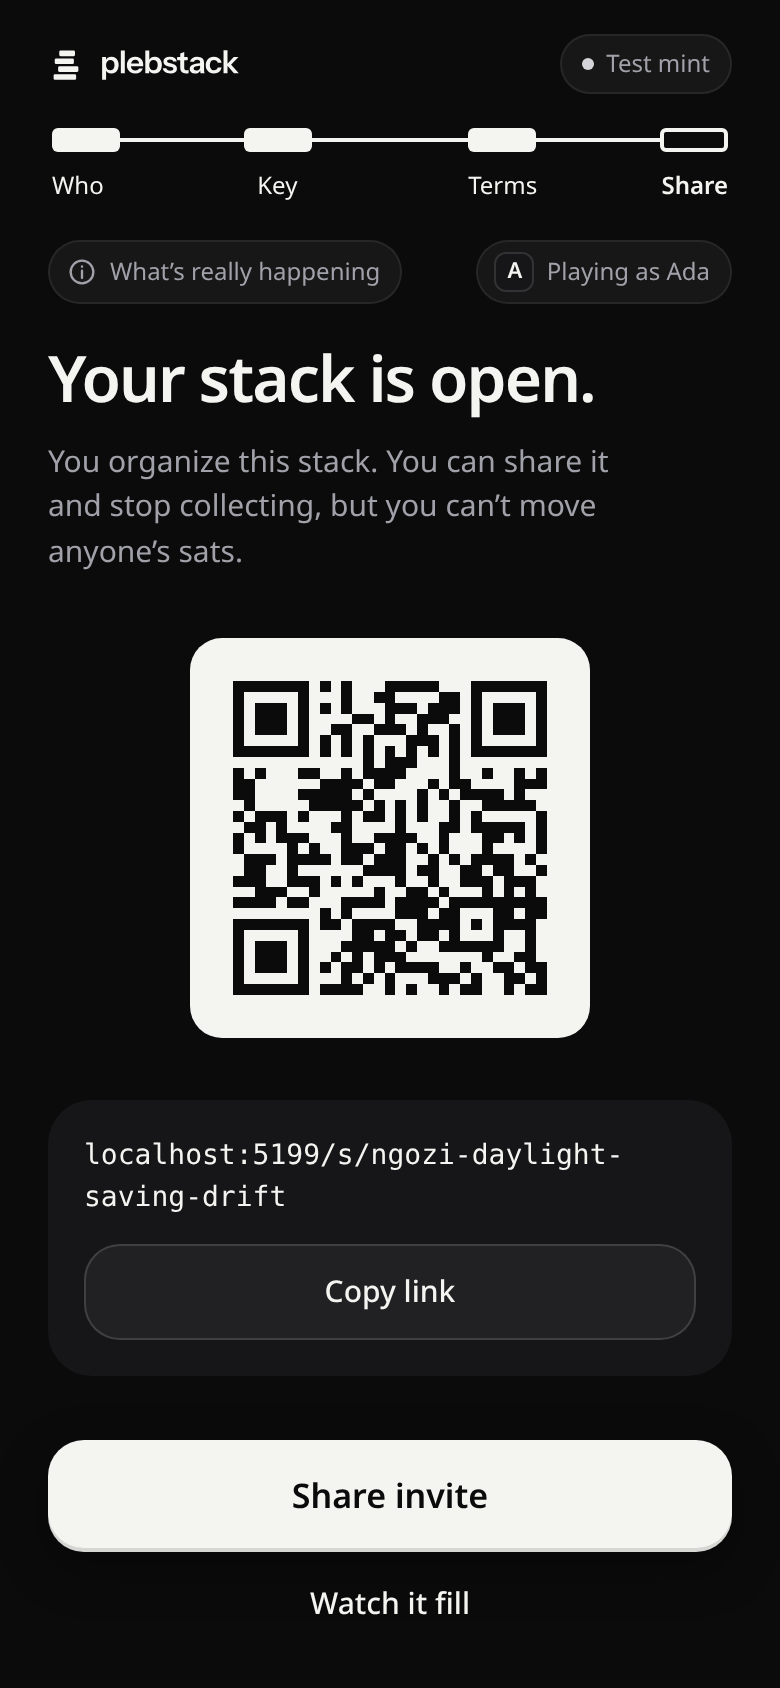 plebstack
Test mint
Who
Key
Terms
Share
What’s really happening
A
Playing as Ada
Your stack is open.
You organize this stack. You can share it
and stop collecting, but you can’t move
anyone’s sats.
localhost:5199/s/ngozi-daylight-
saving-drift
Copy link
Share invite
Watch it fill